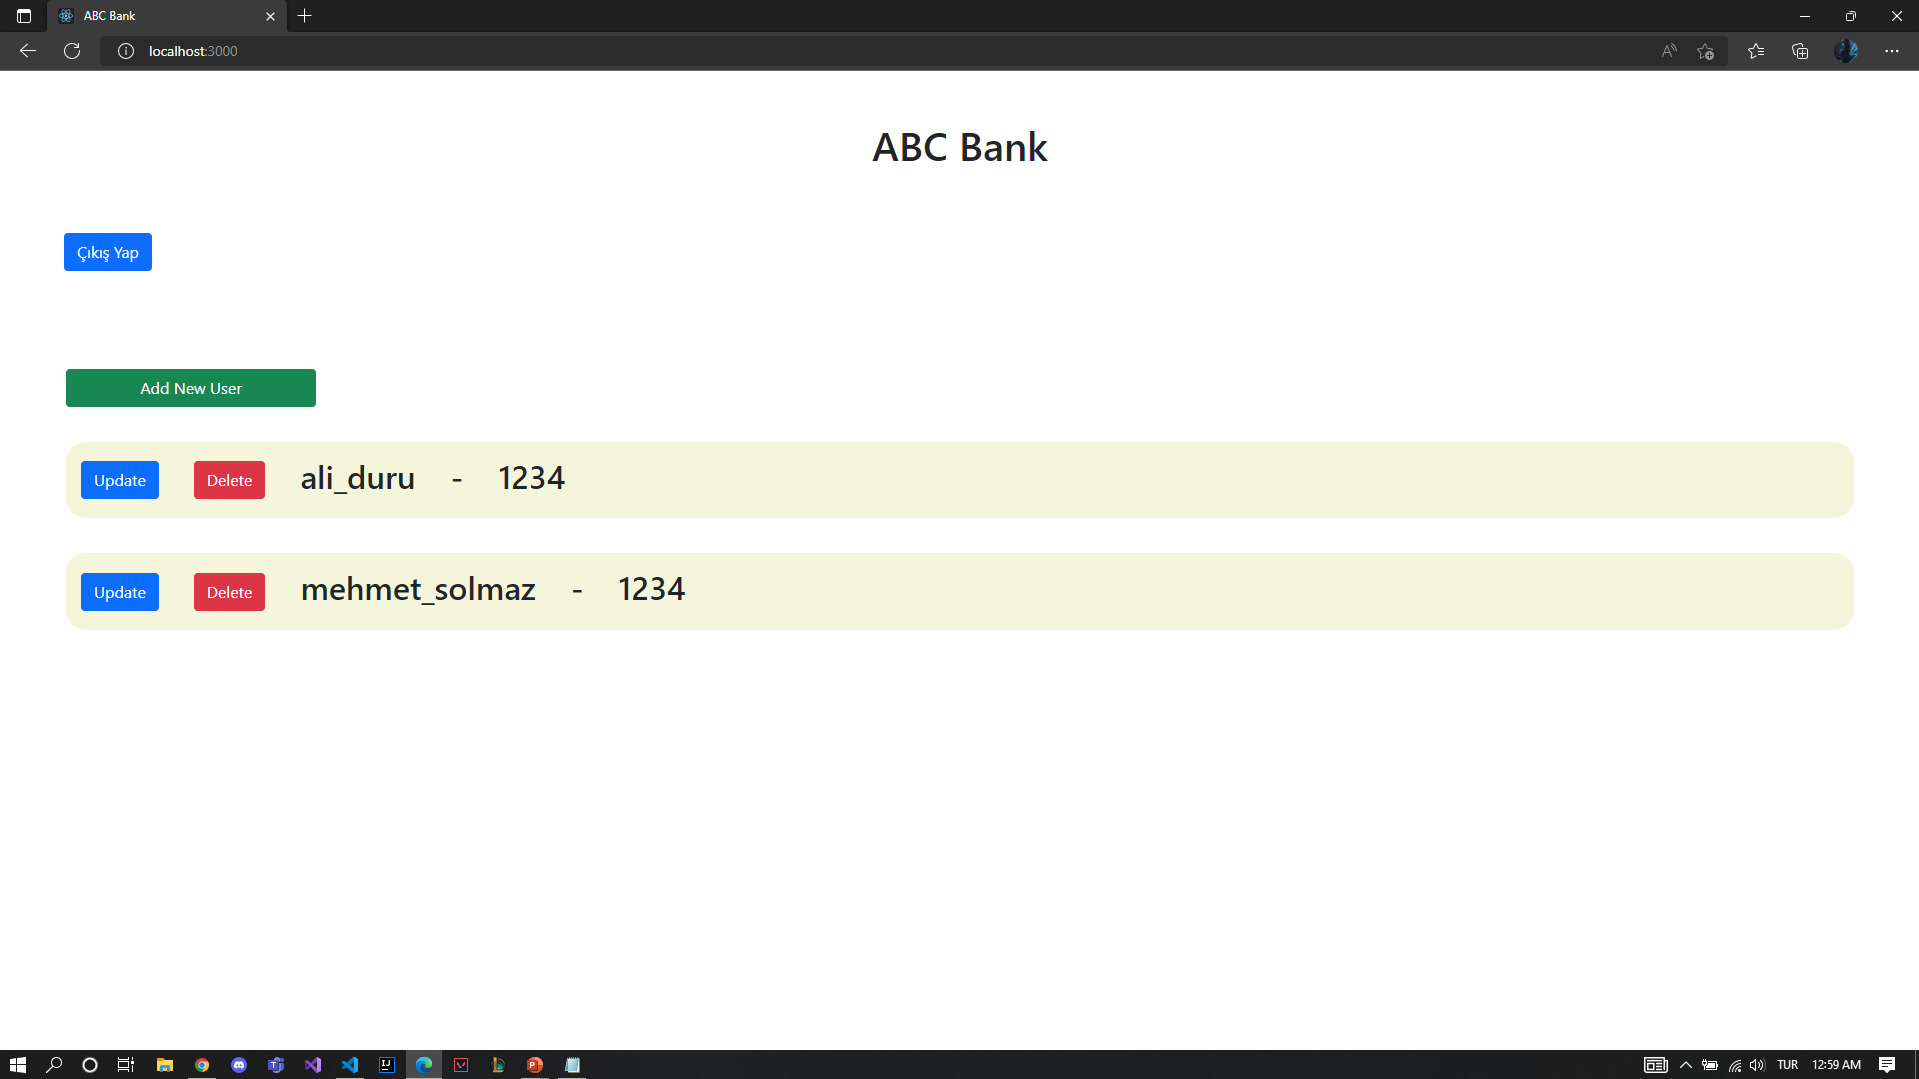 ABC Bank
localhost:3000
ABC Bank
Çıkış Yap
Add New User
Update Delete ali_duru - 1234
Update Delete mehmet_solmaz - 1234
TUR 12:59 AM